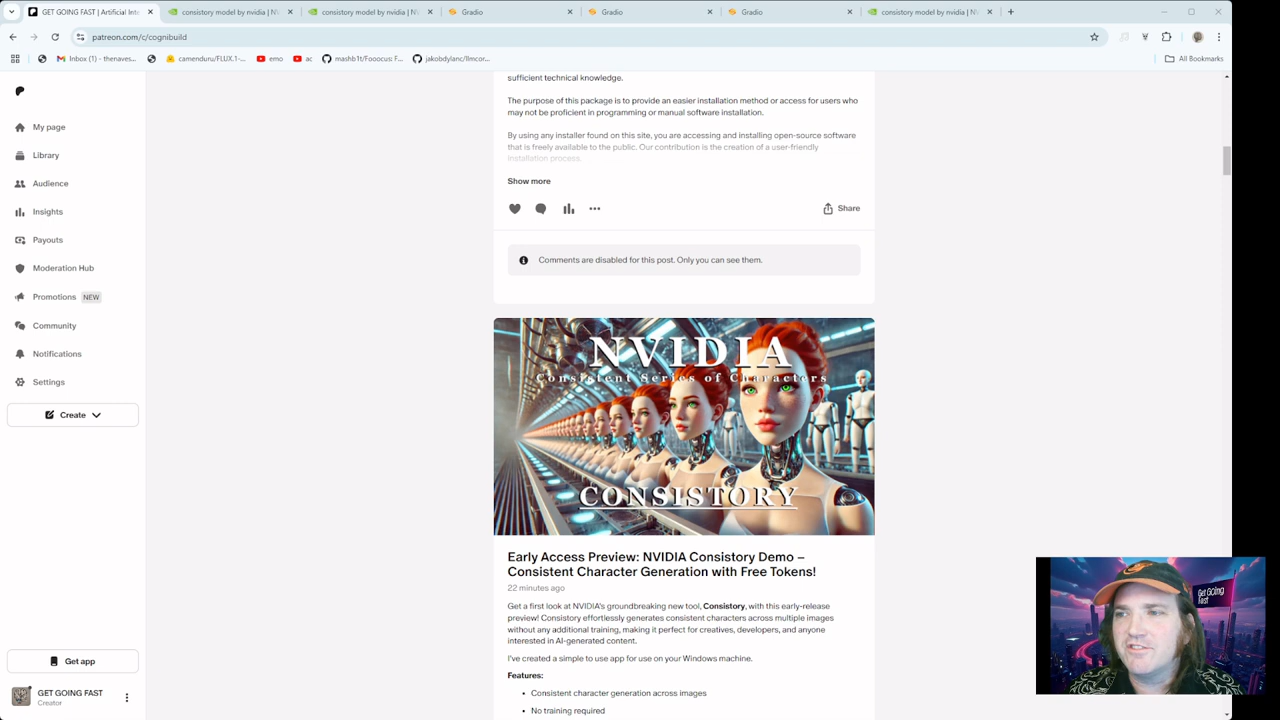 GET GOING FAST | Artificial Inte
consistory model by nvidia | N
consistory model by nvidia | N
Gradio
Gradio
Gradio
consistory model by nvidia | N
patreon.com/c/cognibuild
Inbox (1) - thenaves...
camenduru/FLUX.1-...
emo
ac
mashb1t/Fooocus: F...
jakobdylanc/llmcor...
All Bookmarks
My page
Library
Audience
Insights
Payouts
Moderation Hub
Promotions NEW
Community
Notifications
Settings
Create
Get app
GET GOING FAST
Creator
sufficient technical knowledge.
The purpose of this package is to provide an easier installation method or access for users who
may not be proficient in programming or manual software installation.
By using any installer found on this site, you are accessing and installing open-source software
that is freely available to the public. Our contribution is the creation of a user-friendly
installation process.
Show more
Share
Comments are disabled for this post. Only you can see them.
NVIDIA
Consistent Series of Characters
CONSISTORY
Early Access Preview: NVIDIA Consistory Demo –
Consistent Character Generation with Free Tokens!
22 minutes ago
Get a first look at NVIDIA's groundbreaking new tool, Consistory, with this early-release
preview! Consistory effortlessly generates consistent characters across multiple images
without any additional training, making it perfect for creatives, developers, and anyone
interested in AI-generated content.
I've created a simple to use app for use on your Windows machine.
Features:
• Consistent character generation across images
• No training required
Get Going
Fast